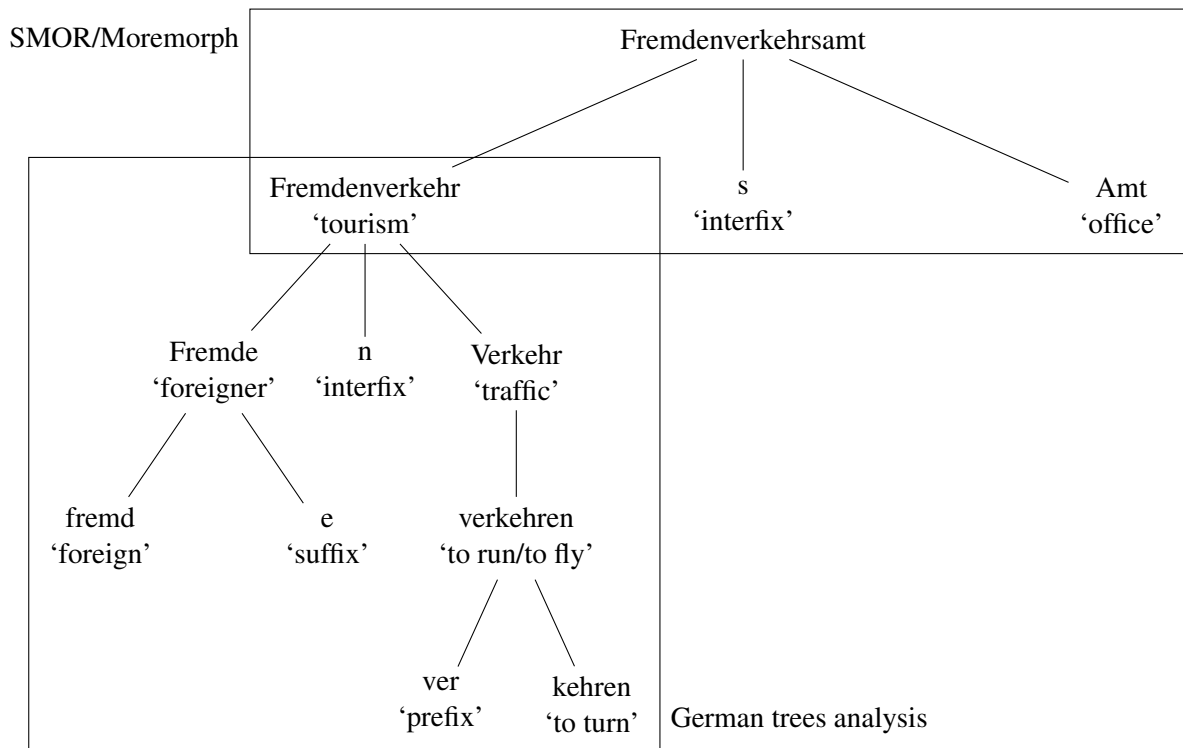 SMOR/Moremorph
Fremdenverkehrsamt
Fremdenverkehr
‘tourism’
s
‘interfix’
Amt
‘office’
Fremde
‘foreigner’
n
‘interfix’
Verkehr
‘traffic’
fremd
‘foreign’
e
‘suffix’
verkehren
‘to run/to fly’
ver
‘prefix’
kehren
‘to turn’
German trees analysis